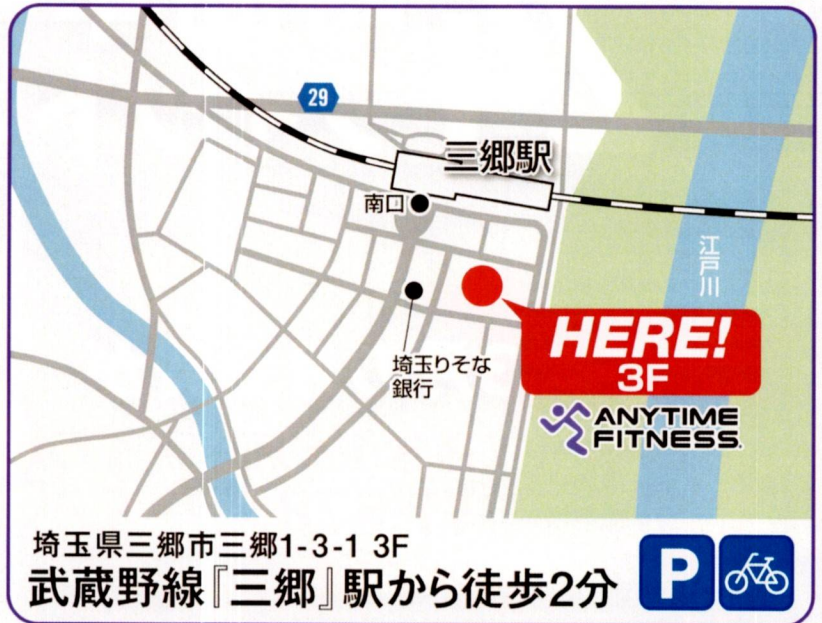 29
三郷駅
南口
江戸川
HERE!
3F
埼玉りそな
銀行
ANYTIME
FITNESS.
埼玉県三郷市三郷1-3-1 3F
武蔵野線『三郷』駅から徒歩2分
P